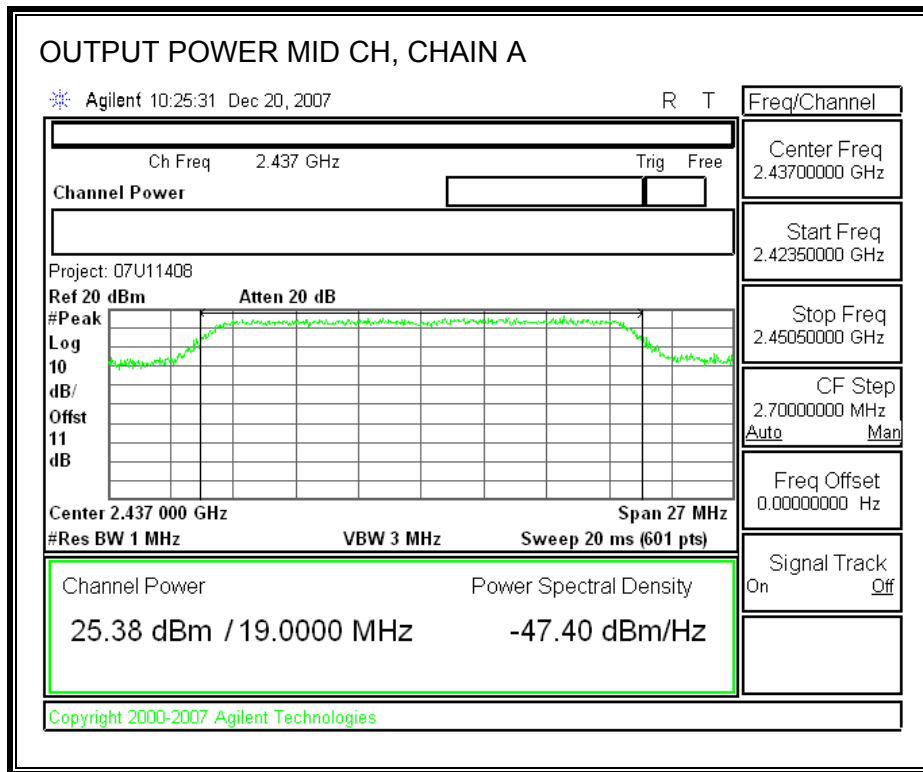 OUTPUT POWER MID CH, CHAIN A
Agilent 10:25:31 Dec 20, 2007 R T
Freq/Channel
Ch Freq 2.437 GHz Trig Free
Channel Power
Center Freq
2.43700000 GHz
Start Freq
2.42350000 GHz
Stop Freq
2.45050000 GHz
CF Step
2.70000000 MHz
Auto Man
Freq Offset
0.00000000 Hz
Signal Track
On Off
Project: 07U11408
Ref 20 dBm Atten 20 dB
#Peak
Log
10
dB/
Offst
11
dB
Center 2.437 000 GHz Span 27 MHz
#Res BW 1 MHz VBW 3 MHz Sweep 20 ms (601 pts)
Channel Power Power Spectral Density
25.38 dBm / 19.0000 MHz -47.40 dBm/Hz
Copyright 2000-2007 Agilent Technologies